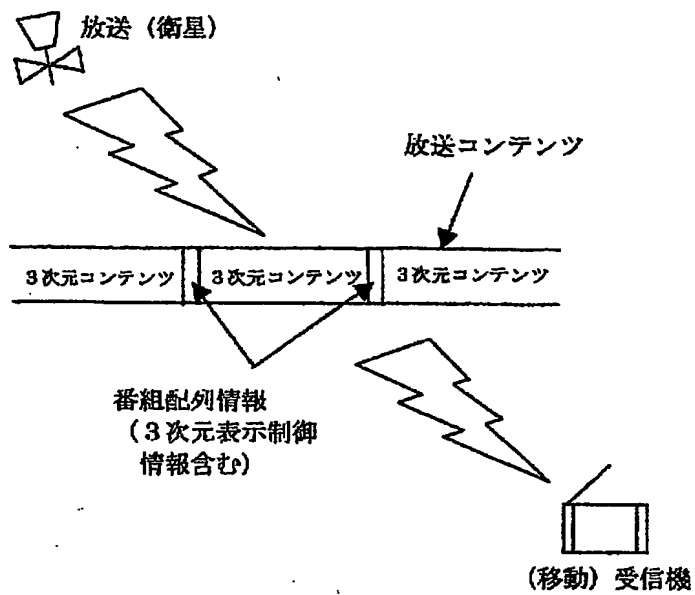 放送（衛星）
放送コンテンツ
３次元コンテンツ
３次元コンテンツ
３次元コンテンツ
番組配列情報
（３次元表示制御
情報含む）
（移動）受信機